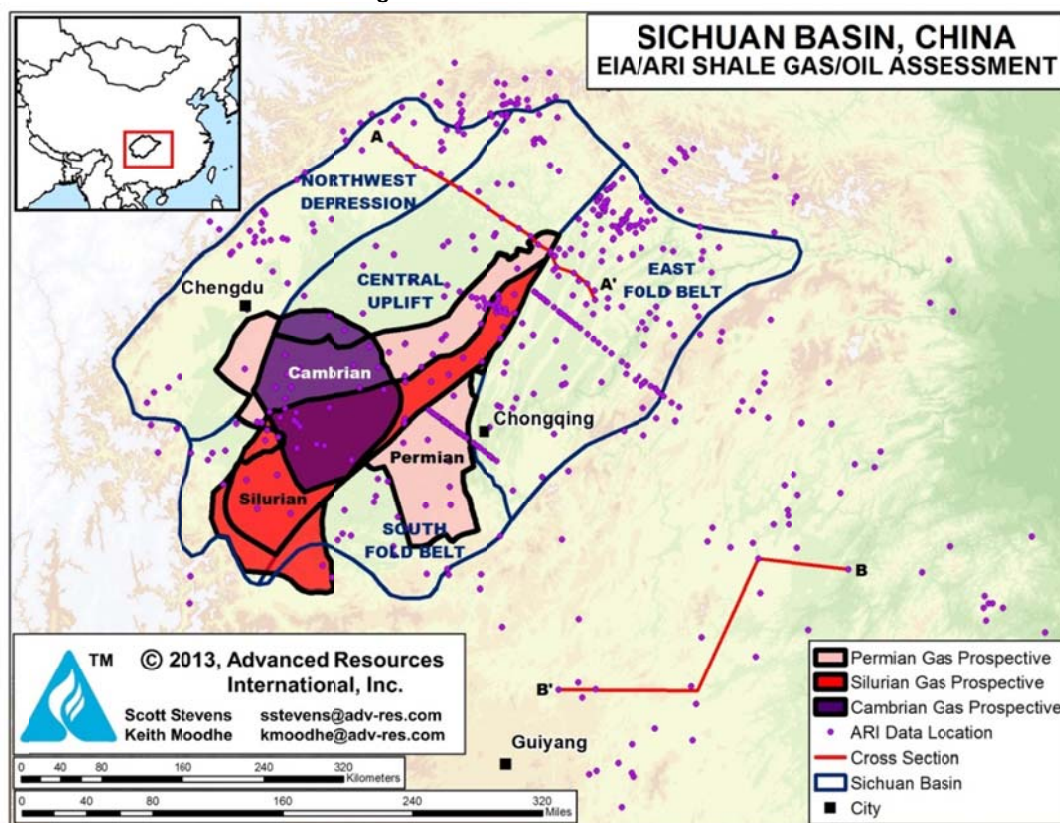 SICHUAN BASIN, CHINA
EIA/ARI SHALE GAS/OIL ASSESSMENT
A
NORTHWEST
DEPRESSION
CENTRAL
UPLIFT
EAST
FOLD BELT
A'
Chengdu
Cambrian
Chongqing
Permian
Silurian
SOUTH
FOLD BELT
B
B'
Guiyang
TM
© 2013, Advanced Resources
International, Inc.
Scott Stevens sstevens@adv-res.com
Keith Moodhe kmoodhe@adv-res.com
0 40 80 160 240 320
Kilometers
0 40 80 160 240 320
Miles
Permian Gas Prospective
Silurian Gas Prospective
Cambrian Gas Prospective
ARI Data Location
Cross Section
Sichuan Basin
City